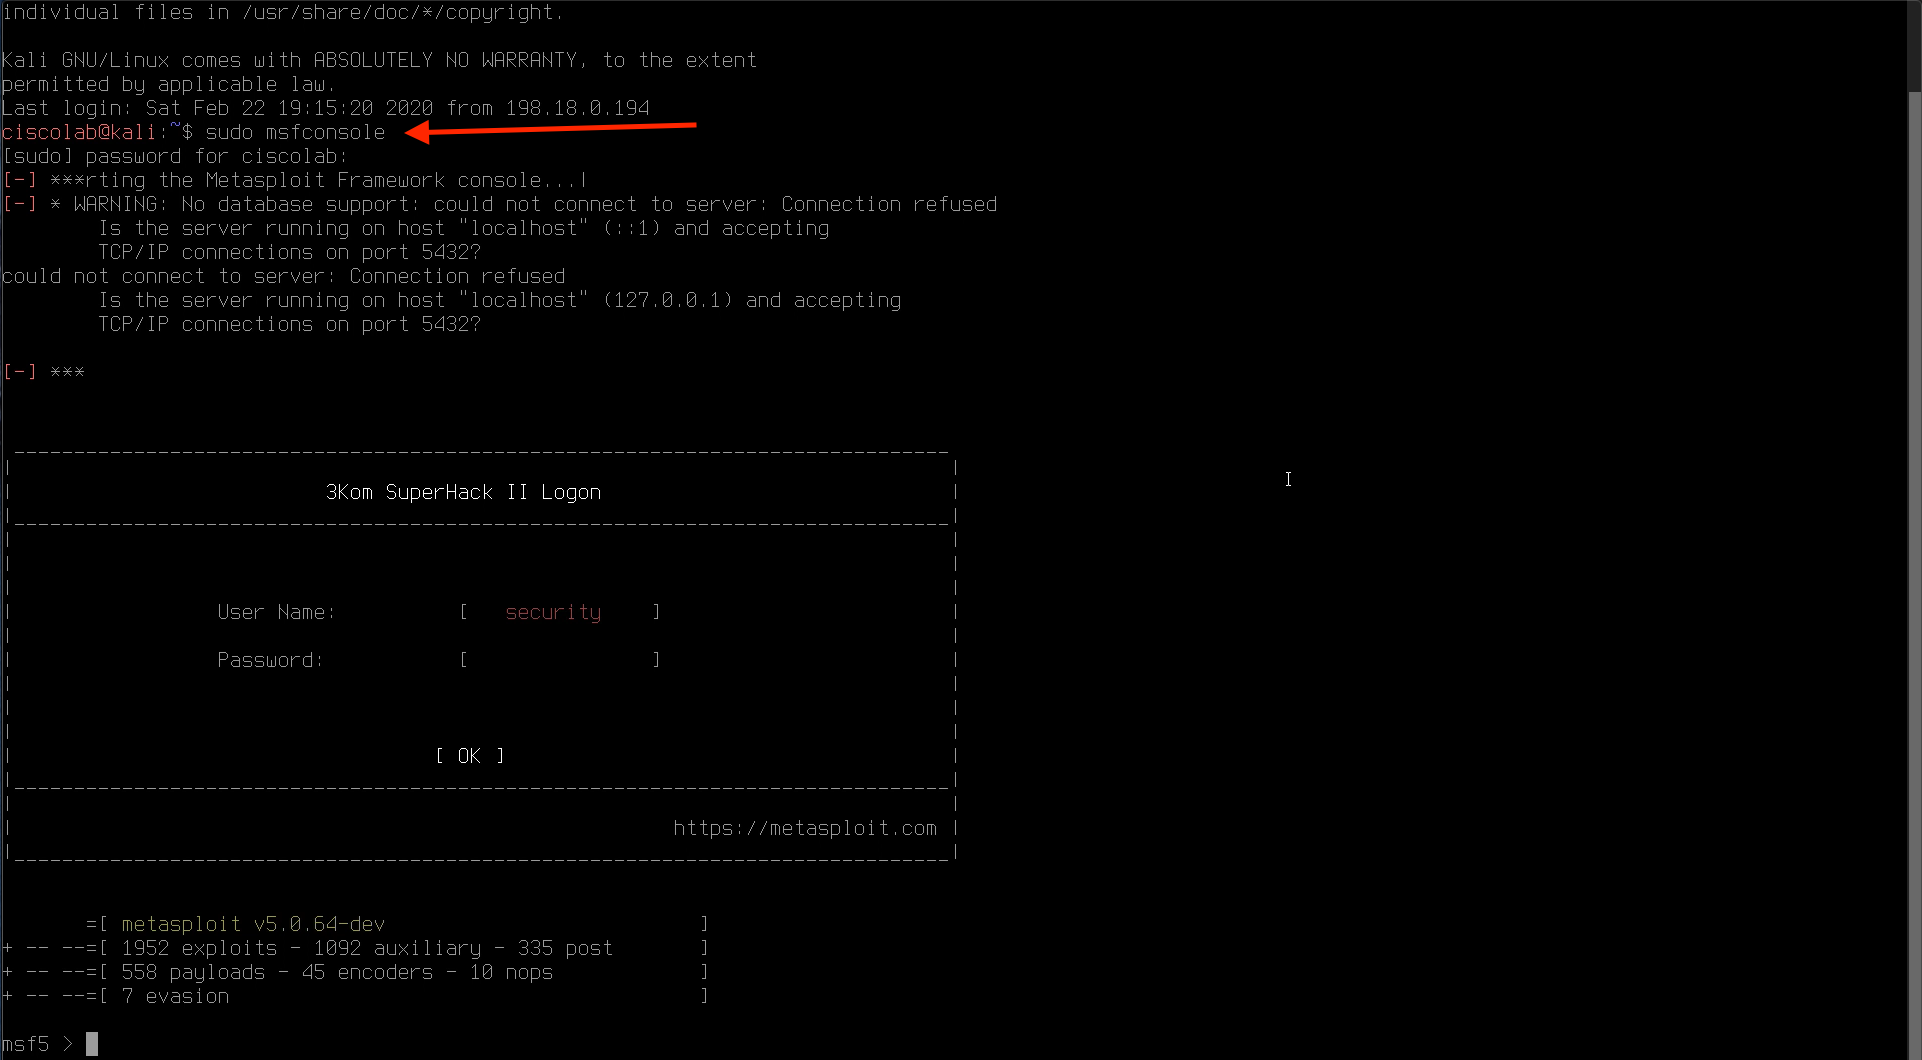 individual files in /usr/share/doc/*/copyright.
Kali GNU/Linux comes with ABSOLUTELY NO WARRANTY, to the extent
permitted by applicable law.
Last login: Sat Feb 22 19:15:20 2020 from 198.18.0.194
ciscolab@kali:~$ sudo msfconsole
[sudo] password for ciscolab:
[-] ***rting the Metasploit Framework console...|
[-] * WARNING: No database support: could not connect to server: Connection refused
Is the server running on host "localhost" (::1) and accepting
TCP/IP connections on port 5432?
could not connect to server: Connection refused
Is the server running on host "localhost" (127.0.0.1) and accepting
TCP/IP connections on port 5432?
[-] ***
3Kom SuperHack II Logon
User Name: [ security ]
Password: [ ]
[ OK ]
https://metasploit.com
=[ metasploit v5.0.64-dev ]
+ -- --=[ 1952 exploits - 1092 auxiliary - 335 post ]
+ -- --=[ 558 payloads - 45 encoders - 10 nops ]
+ -- --=[ 7 evasion ]
msf5 >